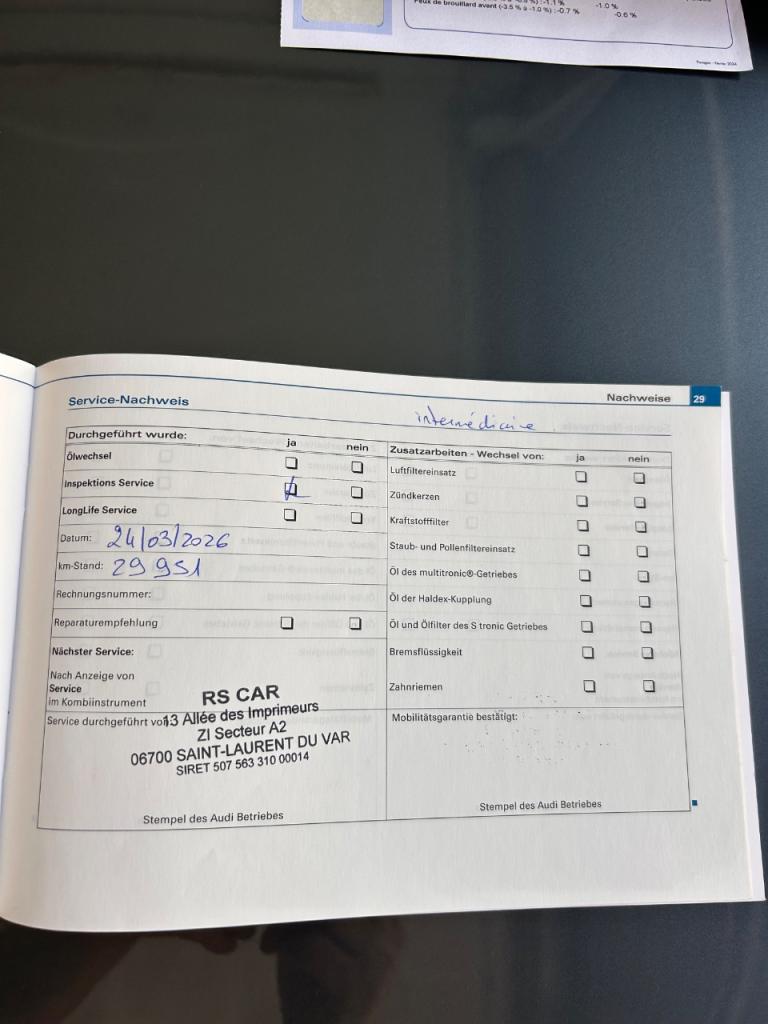 -1.1 %
-1.0 %
Feux de brouillard avant (-3.5 % à -1.0 %) :-0.7 %
-0.6 %
Service-Nachweis
Nachweise 29
intermédiaire
Durchgeführt wurde: ja nein
Ölwechsel
Inspektions Service
LongLife Service
Datum: 24/03/2026
km-Stand: 29 951
Rechnungsnummer:
Reparaturempfehlung
Nächster Service:
Nach Anzeige von
Service
im Kombiinstrument
Service durchgeführt von:
RS CAR
13 Allée des Imprimeurs
ZI Secteur A2
06700 SAINT-LAURENT DU VAR
SIRET 507 563 310 00014
Stempel des Audi Betriebes
Zusatzarbeiten - Wechsel von: ja nein
Luftfiltereinsatz
Zündkerzen
Kraftstofffilter
Staub- und Pollenfiltereinsatz
Öl des multitronic®-Getriebes
Öl der Haldex-Kupplung
Öl und Ölfilter des S tronic Getriebes
Bremsflüssigkeit
Zahnriemen
Mobilitätsgarantie bestätigt:
Stempel des Audi Betriebes